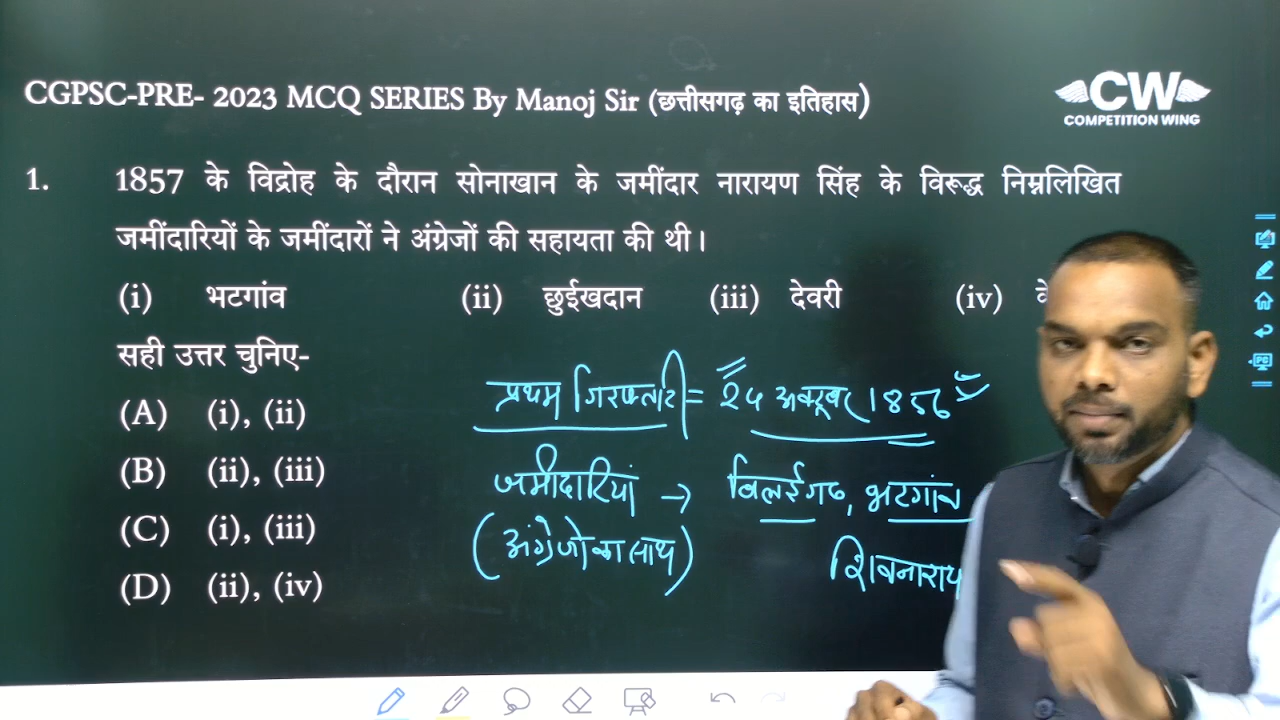 CGPSC-PRE- 2023 MCQ SERIES By Manoj Sir (छत्तीसगढ़ का इतिहास)
CW
COMPETITION WING
1. 1857 के विद्रोह के दौरान सोनाखान के जमींदार नारायण सिंह के विरूद्ध निम्नलिखित
जमींदारियों के जमींदारों ने अंग्रेजों की सहायता की थी।
(i) भटगांव (ii) छुईखदान (iii) देवरी (iv)
सही उत्तर चुनिए-
(A) (i), (ii)
(B) (ii), (iii)
(C) (i), (iii)
(D) (ii), (iv)
प्रथम गिरफ्तारी = 24 अक्टूबर 1856
जमींदारियां → बिलईगढ, भटगांव
(अंग्रेजो का साथ) शिवनाराय
PC